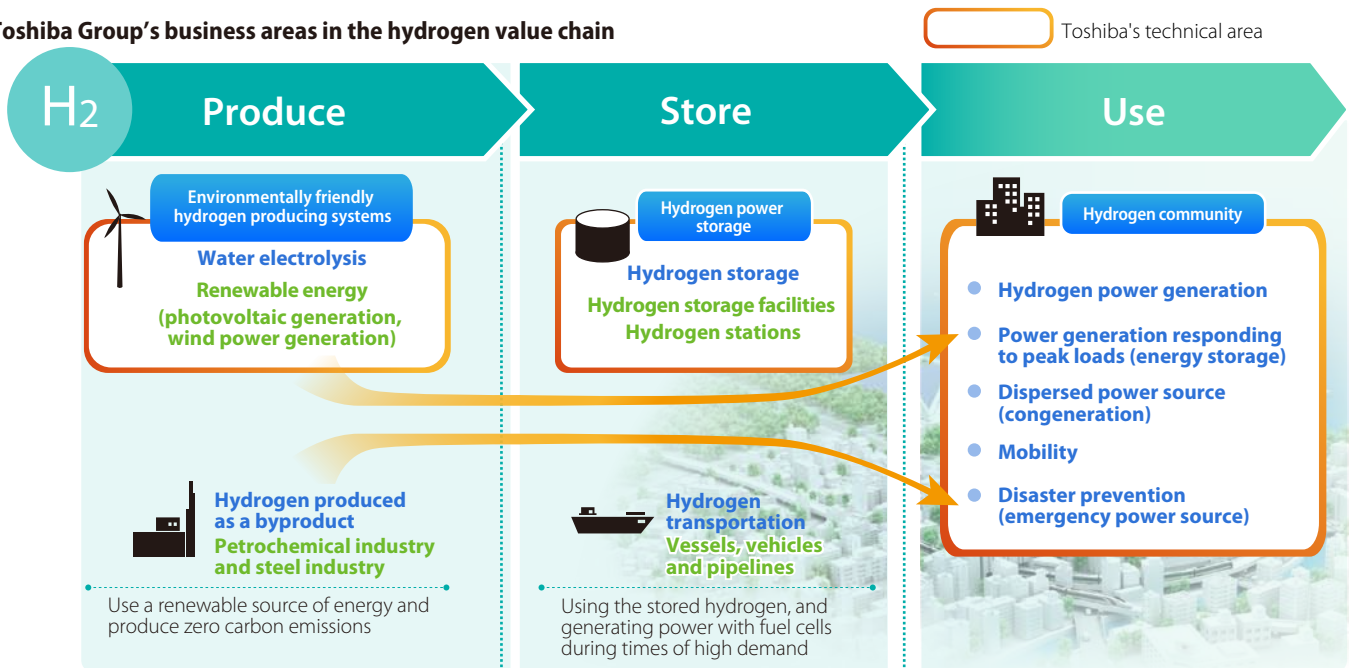 Toshiba Group's business areas in the hydrogen value chain
Toshiba's technical area
H2
Produce
Store
Use
Environmentally friendly
hydrogen producing systems
Water electrolysis
Renewable energy
(photovoltaic generation,
wind power generation)
Hydrogen produced
as a byproduct
Petrochemical industry
and steel industry
Use a renewable source of energy and
produce zero carbon emissions
Hydrogen power
storage
Hydrogen storage
Hydrogen storage facilities
Hydrogen stations
Hydrogen
transportation
Vessels, vehicles
and pipelines
Using the stored hydrogen, and
generating power with fuel cells
during times of high demand
Hydrogen community
Hydrogen power generation
Power generation responding
to peak loads (energy storage)
Dispersed power source
(congeneration)
Mobility
Disaster prevention
(emergency power source)